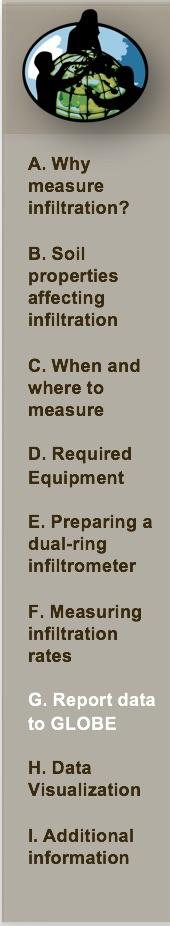 A. Why
measure
infiltration?
B. Soil
properties
affecting
infiltration
C. When and
where to
measure
D. Required
Equipment
E. Preparing a
dual-ring
infiltrometer
F. Measuring
infiltration
rates
G. Report data
to GLOBE
H. Data
Visualization
I. Additional
information